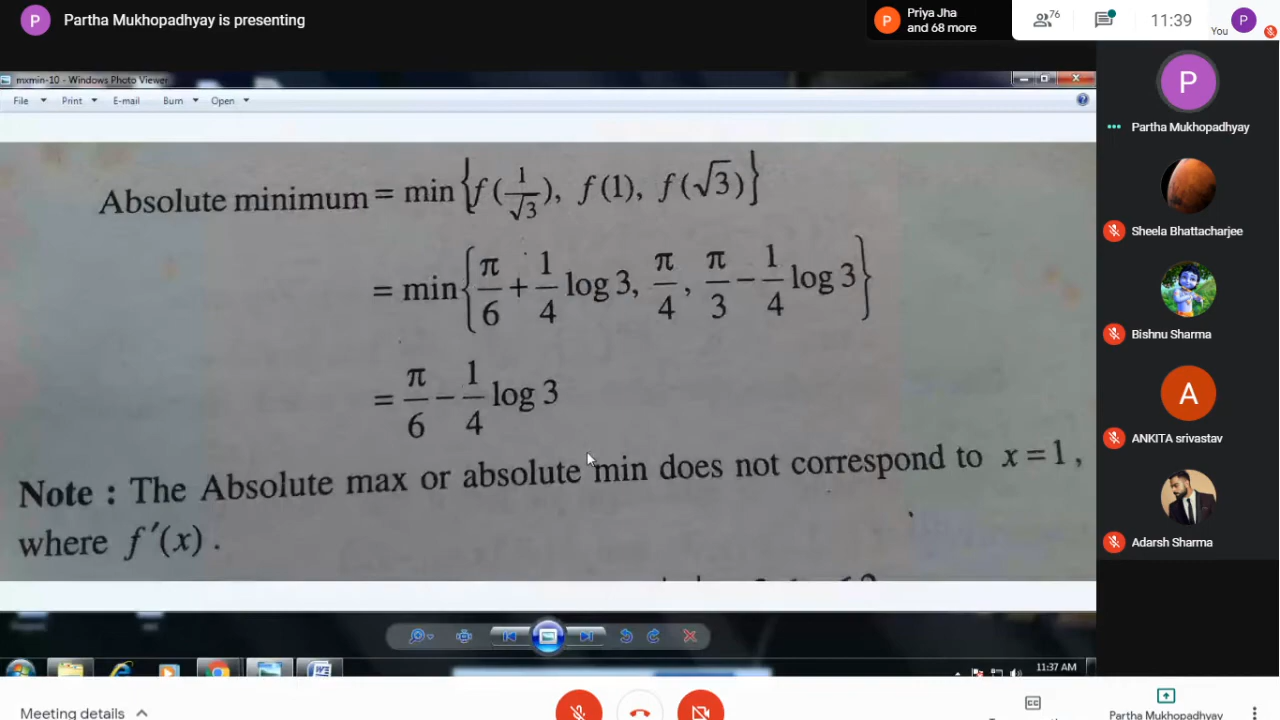 P Partha Mukhopadhyay is presenting
P Priya Jha
and 68 more
76
11:39
You P
mxmin-10 - Windows Photo Viewer
File Print E-mail Burn Open
Absolute minimum = min{f(1/√3), f(1), f(√3)}
= min{π/6 + 1/4 log 3, π/4, π/3 − 1/4 log 3}
= π/6 − 1/4 log 3
Note : The Absolute max or absolute min does not correspond to x = 1,
where f′(x).
11:37 AM
P
Partha Mukhopadhyay
Sheela Bhattacharjee
Bishnu Sharma
A
ANKITA srivastav
Adarsh Sharma
Meeting details
CC
Partha Mukhopadhyay